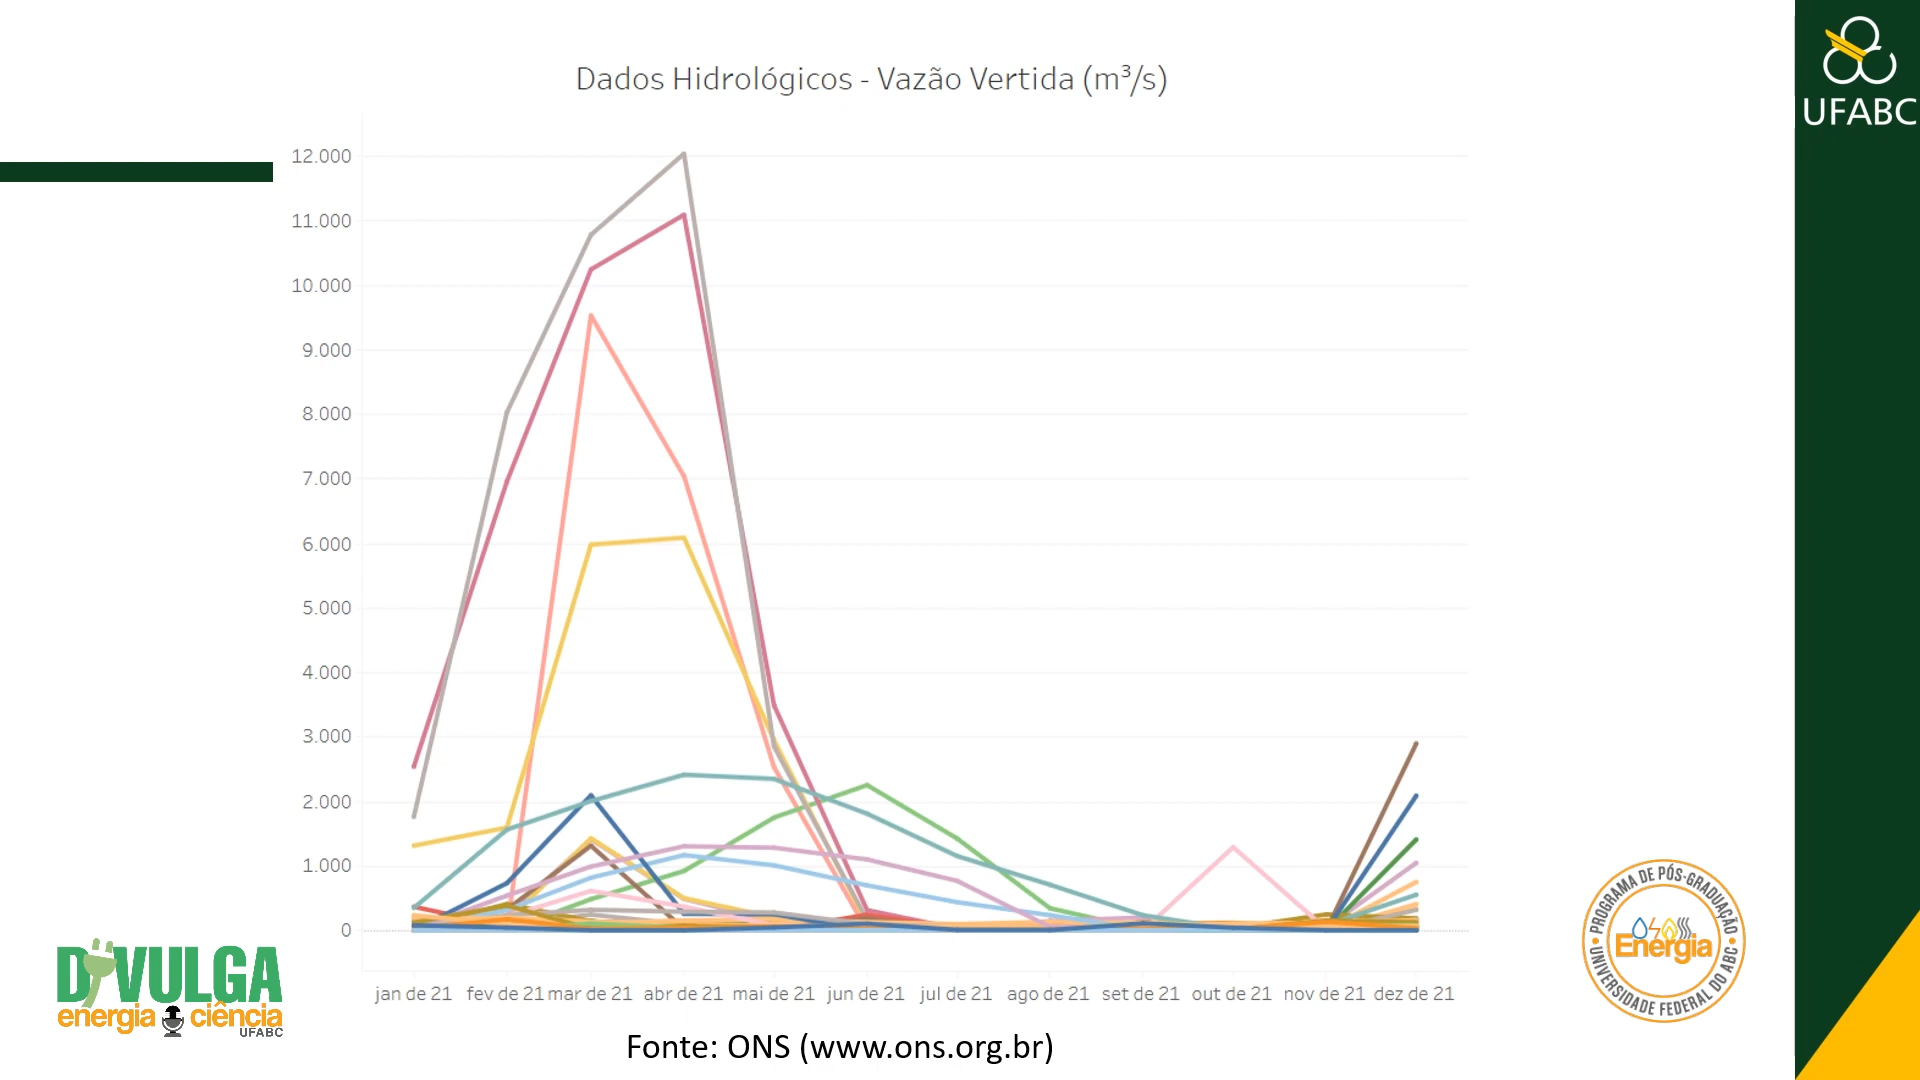 Dados Hidrológicos - Vazão Vertida (m³/s)
UFABC
12.000
11.000
10.000
9.000
8.000
7.000
6.000
5.000
4.000
3.000
2.000
1.000
0
jan de 21 fev de 21 mar de 21 abr de 21 mai de 21 jun de 21 jul de 21 ago de 21 set de 21 out de 21 nov de 21 dez de 21
Fonte: ONS (www.ons.org.br)
DIVULGA
energia ciência
UFABC
PROGRAMA DE PÓS-GRADUAÇÃO
Energia
UNIVERSIDADE FEDERAL DO ABC